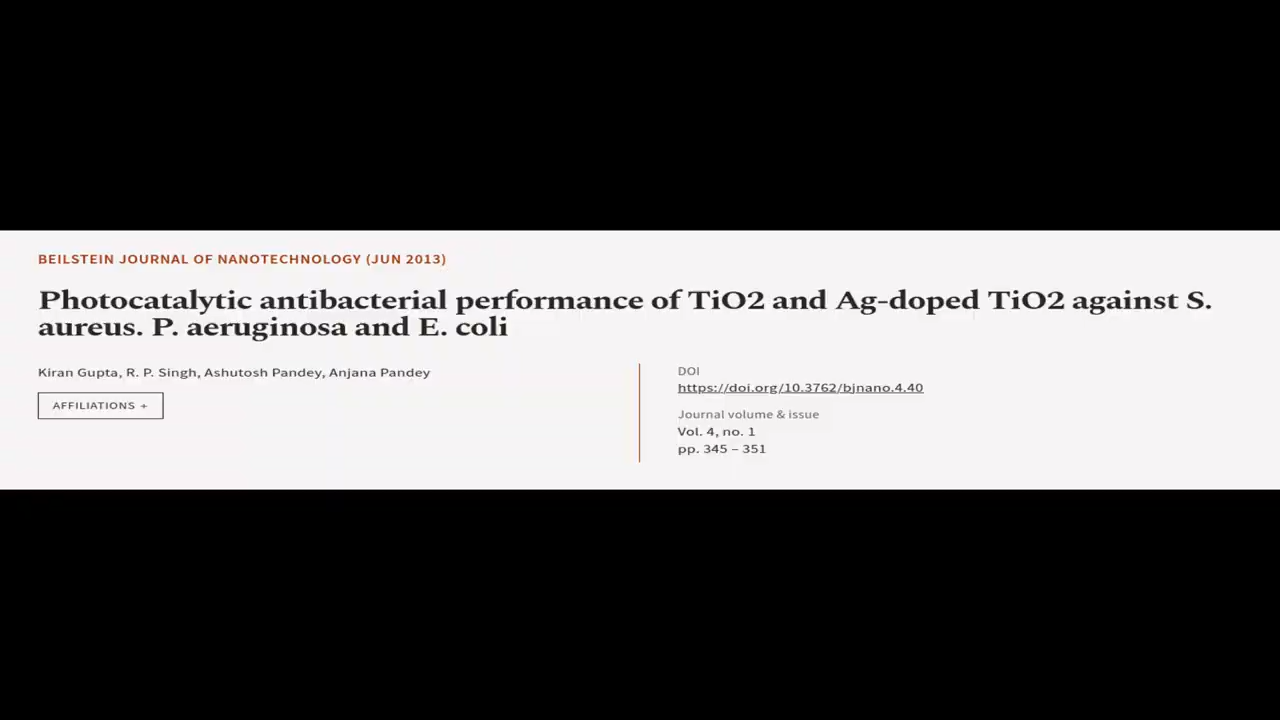 BEILSTEIN JOURNAL OF NANOTECHNOLOGY (JUN 2013)
Photocatalytic antibacterial performance of TiO2 and Ag-doped TiO2 against S.
aureus. P. aeruginosa and E. coli
Kiran Gupta, R. P. Singh, Ashutosh Pandey, Anjana Pandey
AFFILIATIONS +
DOI
https://doi.org/10.3762/bjnano.4.40
Journal volume & issue
Vol. 4, no. 1
pp. 345 – 351